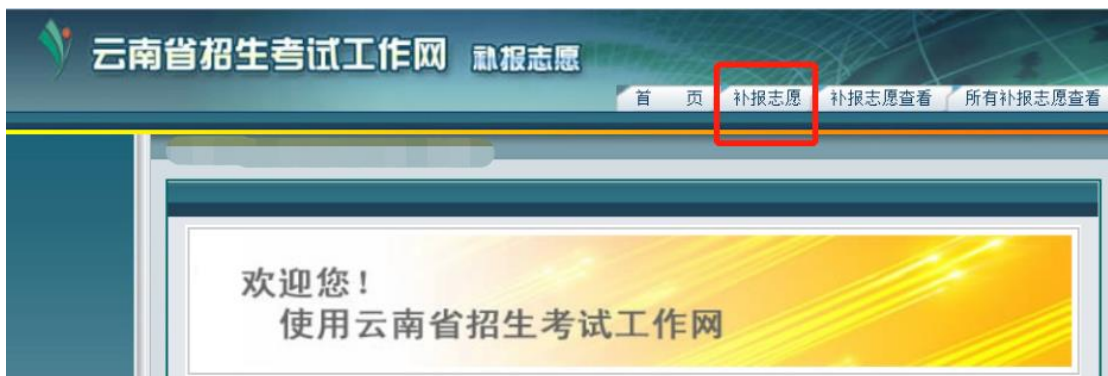 云南省招生考试工作网 补报志愿
首 页 补报志愿 补报志愿查看 所有补报志愿查看
欢迎您!
使用云南省招生考试工作网